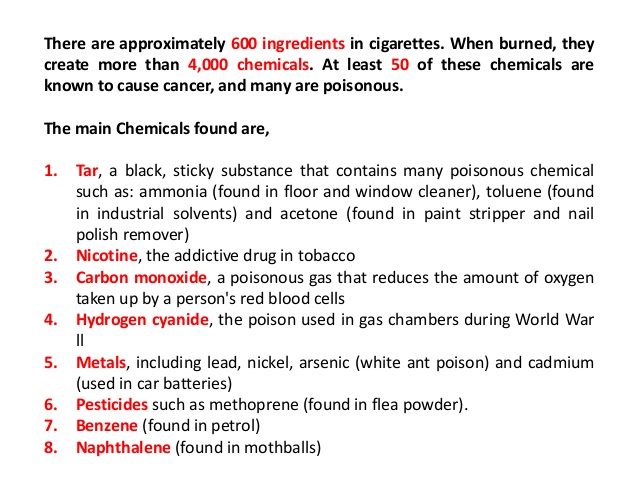 There are approximately 600 ingredients in cigarettes. When burned, they
create more than 4,000 chemicals. At least 50 of these chemicals are
known to cause cancer, and many are poisonous.
The main Chemicals found are,
1. Tar, a black, sticky substance that contains many poisonous chemical
such as: ammonia (found in floor and window cleaner), toluene (found
in industrial solvents) and acetone (found in paint stripper and nail
polish remover)
2. Nicotine, the addictive drug in tobacco
3. Carbon monoxide, a poisonous gas that reduces the amount of oxygen
taken up by a person's red blood cells
4. Hydrogen cyanide, the poison used in gas chambers during World War
II
5. Metals, including lead, nickel, arsenic (white ant poison) and cadmium
(used in car batteries)
6. Pesticides such as methoprene (found in flea powder).
7. Benzene (found in petrol)
8. Naphthalene (found in mothballs)